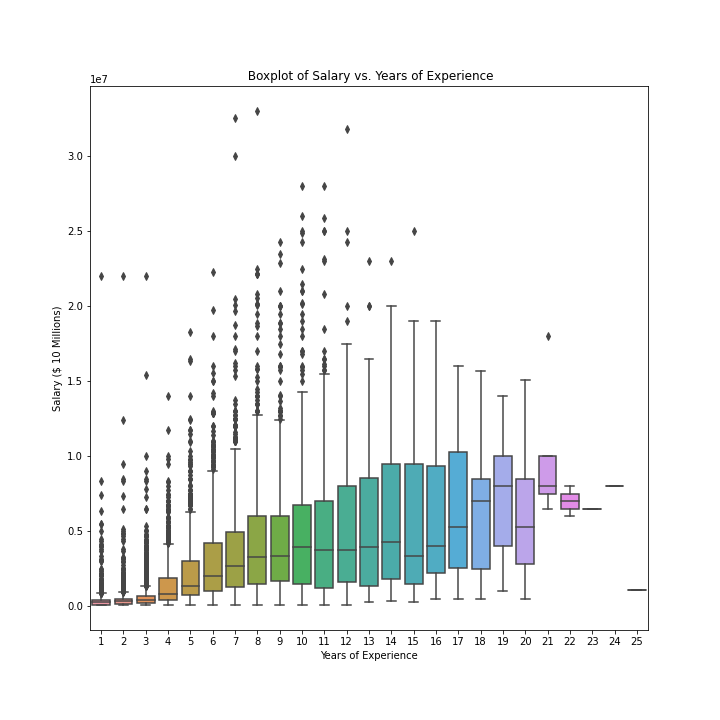 Boxplot of Salary vs. Years of Experience
1e7
3.0
2.5
2.0
1.5
1.0
0.5
0.0
Salary ($ 10 Millions)
1 2 3 4 5 6 7 8 9 10 11 12 13 14 15 16 17 18 19 20 21 22 23 24 25
Years of Experience